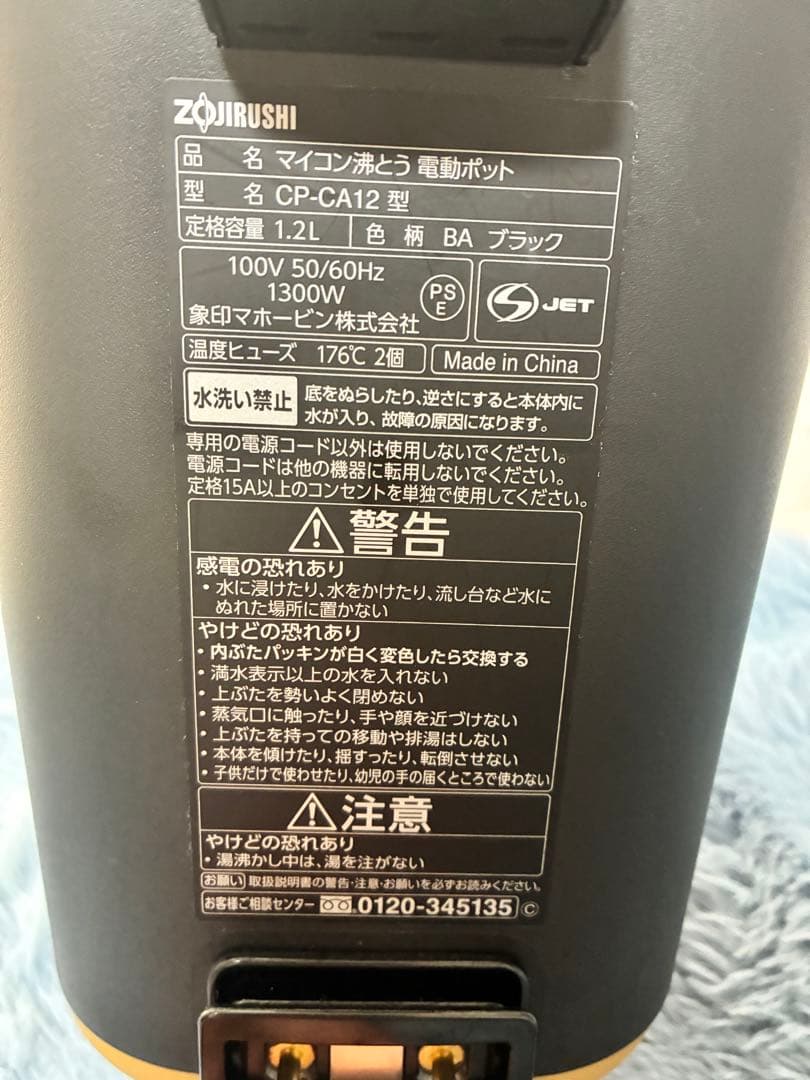 ZOJIRUSHI
品 名 マイコン沸とう 電動ポット
型 名 CP-CA12 型
定格容量 1.2L 色 柄 BA ブラック
100V 50/60Hz
1300W
象印マホービン株式会社
PS
E
JET
温度ヒューズ 176℃ 2個 Made in China
水洗い禁止 底をぬらしたり、逆さにすると本体内に
水が入り、故障の原因になります。
専用の電源コード以外は使用しないでください。
電源コードは他の機器に転用しないでください。
定格15A以上のコンセントを単独で使用してください。
警告
感電の恐れあり
・水に浸けたり、水をかけたり、流し台など水に
ぬれた場所に置かない
やけどの恐れあり
・内ぶたパッキンが白く変色したら交換する
・満水表示以上の水を入れない
・上ぶたを勢いよく閉めない
・蒸気口に触ったり、手や顔を近づけない
・上ぶたを持っての移動や排湯はしない
・本体を傾けたり、揺すったり、転倒させない
・子供だけで使わせたり、幼児の手の届くところで使わない
注意
やけどの恐れあり
・湯沸かし中は、湯を注がない
お願い 取扱説明書の警告・注意・お願いを必ずお読みください。
お客様ご相談センター 0120-345135 Ⓒ